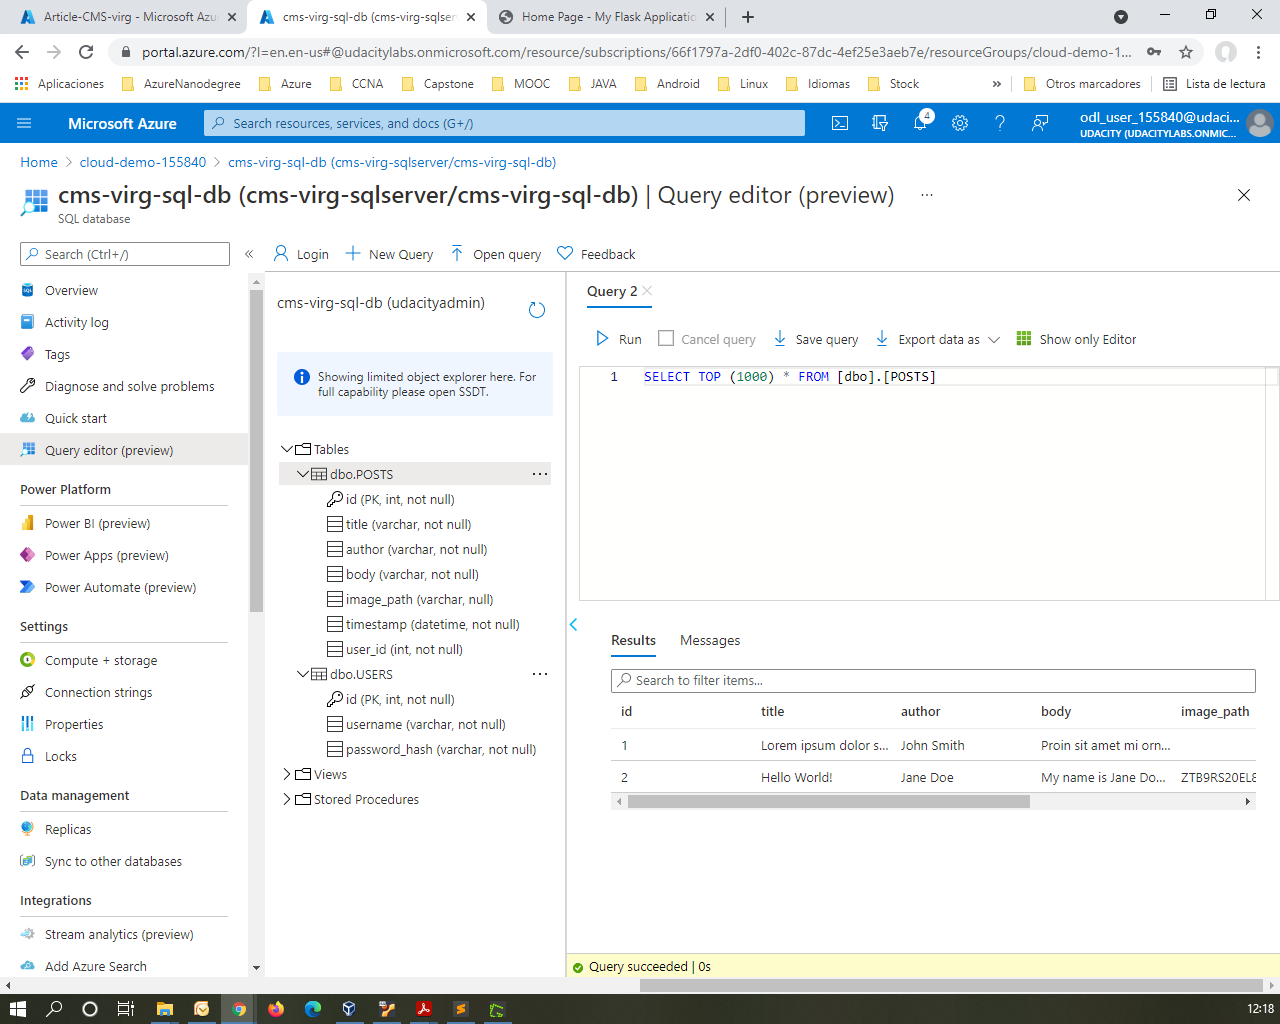 Article-CMS-virg - Microsoft Azu
cms-virg-sql-db (cms-virg-sqlser
Home Page - My Flask Applicatio
portal.azure.com/?l=en.en-us#@udacitylabs.onmicrosoft.com/resource/subscriptions/66f1797a-2df0-402c-87dc-4ef25e3aeb7e/resourceGroups/cloud-demo-1...
Aplicaciones AzureNanodegree Azure CCNA Capstone MOOC JAVA Android Linux Idiomas Stock » Otros marcadores Lista de lectura
Microsoft Azure
Search resources, services, and docs (G+/)
4
odl_user_155840@udaci...
UDACITY (UDACITYLABS.ONMIC...
Home > cloud-demo-155840 > cms-virg-sql-db (cms-virg-sqlserver/cms-virg-sql-db)
cms-virg-sql-db (cms-virg-sqlserver/cms-virg-sql-db) | Query editor (preview) ...
SQL database
Search (Ctrl+/)
«
Overview
Activity log
Tags
Diagnose and solve problems
Quick start
Query editor (preview)
Power Platform
Power BI (preview)
Power Apps (preview)
Power Automate (preview)
Settings
Compute + storage
Connection strings
Properties
Locks
Data management
Replicas
Sync to other databases
Integrations
Stream analytics (preview)
Add Azure Search
Login New Query Open query Feedback
cms-virg-sql-db (udacityadmin)
Showing limited object explorer here. For
full capability please open SSDT.
Tables
dbo.POSTS ...
id (PK, int, not null)
title (varchar, not null)
author (varchar, not null)
body (varchar, not null)
image_path (varchar, null)
timestamp (datetime, not null)
user_id (int, not null)
dbo.USERS ...
id (PK, int, not null)
username (varchar, not null)
password_hash (varchar, not null)
Views
Stored Procedures
Query 2
Run Cancel query Save query Export data as Show only Editor
1 SELECT TOP (1000) * FROM [dbo].[POSTS]
Results Messages
Search to filter items...
id title author body image_path
1 Lorem ipsum dolor s... John Smith Proin sit amet mi orn...
2 Hello World! Jane Doe My name is Jane Do... ZTB9RS20EL8
Query succeeded | 0s
12:18